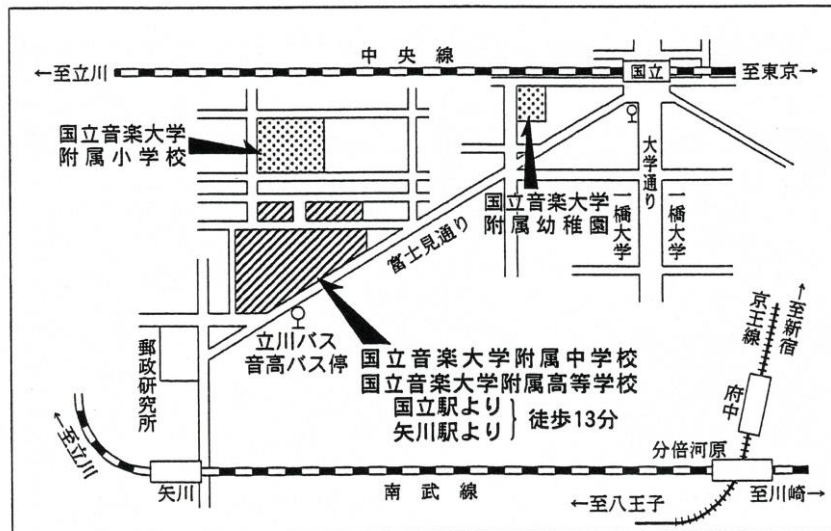 中央線
←至立川
国立
至東京→
国立音楽大学
附属小学校
国立音楽大学
附属幼稚園
大学通り
一橋大学
一橋大学
富士見通り
立川バス
音高バス停
郵政研究所
国立音楽大学附属中学校
国立音楽大学附属高等学校
国立駅より
矢川駅より
徒歩13分
←至新宿
京王線
府中
分倍河原
←至立川
矢川
南武線
至川崎→
←至八王子